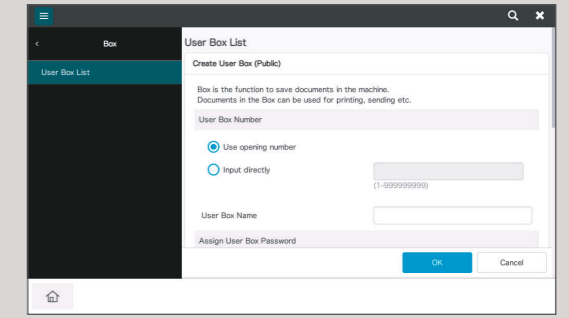 Box
User Box List
User Box List
Create User Box (Public)
Box is the function to save documents in the machine.
Documents in the Box can be used for printing, sending etc.
User Box Number
Use opening number
Input directly
(1-999999999)
User Box Name
Assign User Box Password
OK
Cancel